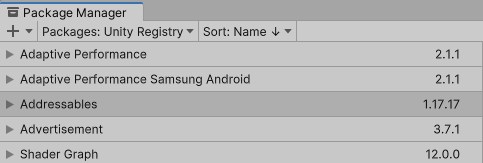 Package Manager
+ Packages: Unity Registry Sort: Name ↓
Adaptive Performance 2.1.1
Adaptive Performance Samsung Android 2.1.1
Addressables 1.17.17
Advertisement 3.7.1
Shader Graph 12.0.0